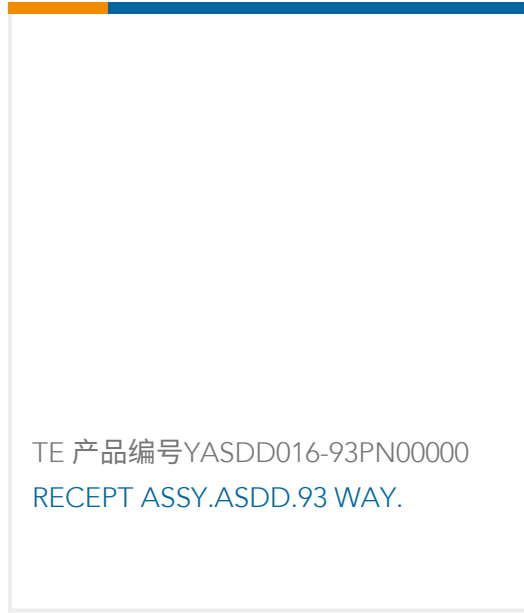 TE 产品编号YASDD016-93PN00000
RECEPT ASSY.ASDD.93 WAY.